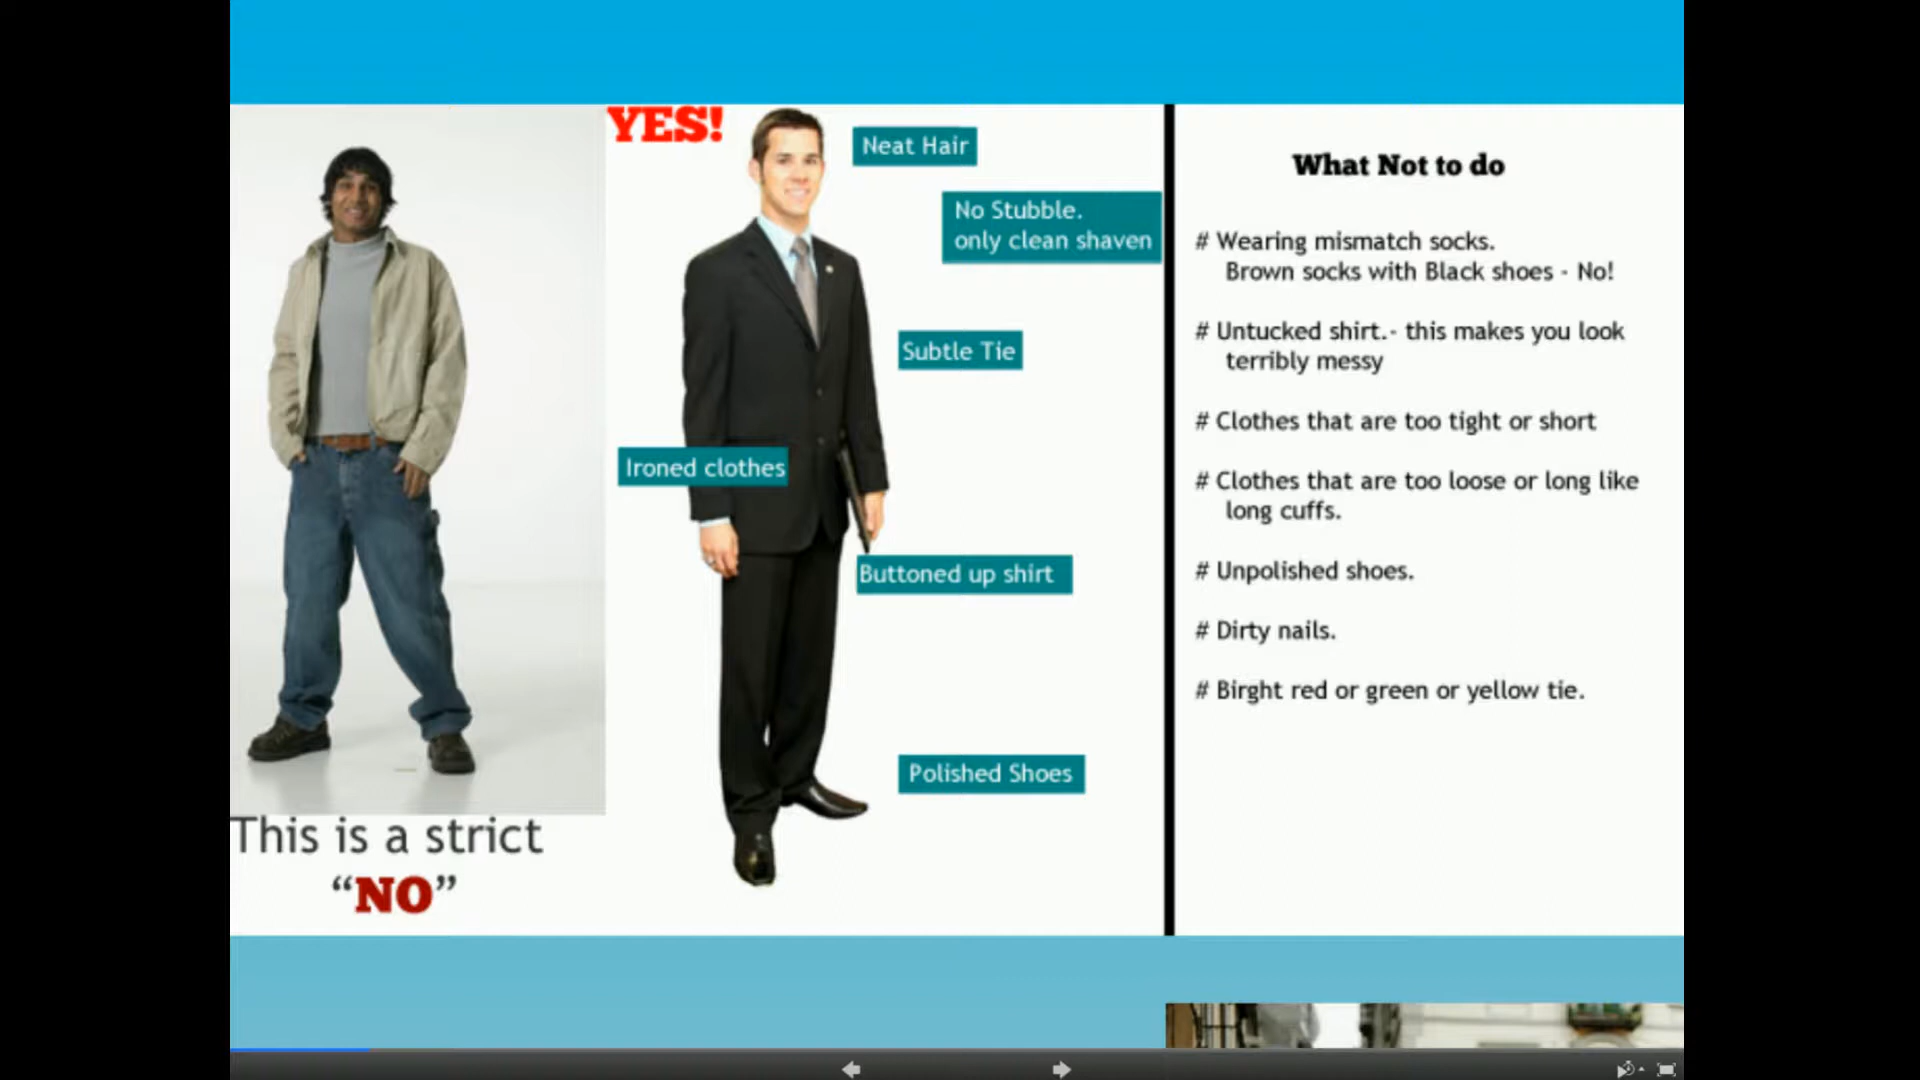 YES!
Neat Hair
No Stubble.
only clean shaven
Subtle Tie
Ironed clothes
Buttoned up shirt
Polished Shoes
This is a strict
“NO”
What Not to do
# Wearing mismatch socks.
Brown socks with Black shoes - No!
# Untucked shirt.- this makes you look
terribly messy
# Clothes that are too tight or short
# Clothes that are too loose or long like
long cuffs.
# Unpolished shoes.
# Dirty nails.
# Birght red or green or yellow tie.